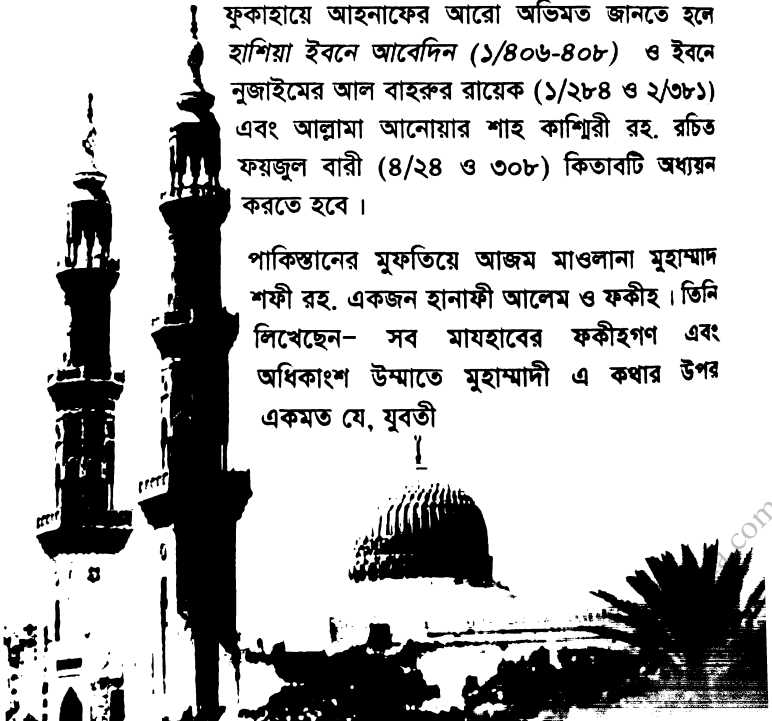 ফুকাহায়ে আহনাফের আরো অভিমত জানতে হলে
হাশিয়া ইবনে আবেদিন (১/৪০৬-৪০৮) ও ইবনে
নুজাইমের আল বাহরুর রায়েক (১/২৮৪ ও ২/৩৮১)
এবং আল্লামা আনোয়ার শাহ কাশ্মিরী রহ. রচিত
ফয়জুল বারী (৪/২৪ ও ৩০৮) কিতাবটি অধ্যয়ন
করতে হবে।
পাকিস্তানের মুফতিয়ে আজম মাওলানা মুহাম্মাদ
শফী রহ. একজন হানাফী আলেম ও ফকীহ। তিনি
লিখেছেন– সব মাযহাবের ফকীহগণ এবং
অধিকাংশ উম্মাতে মুহাম্মাদী এ কথার উপর
একমত যে, যুবতী